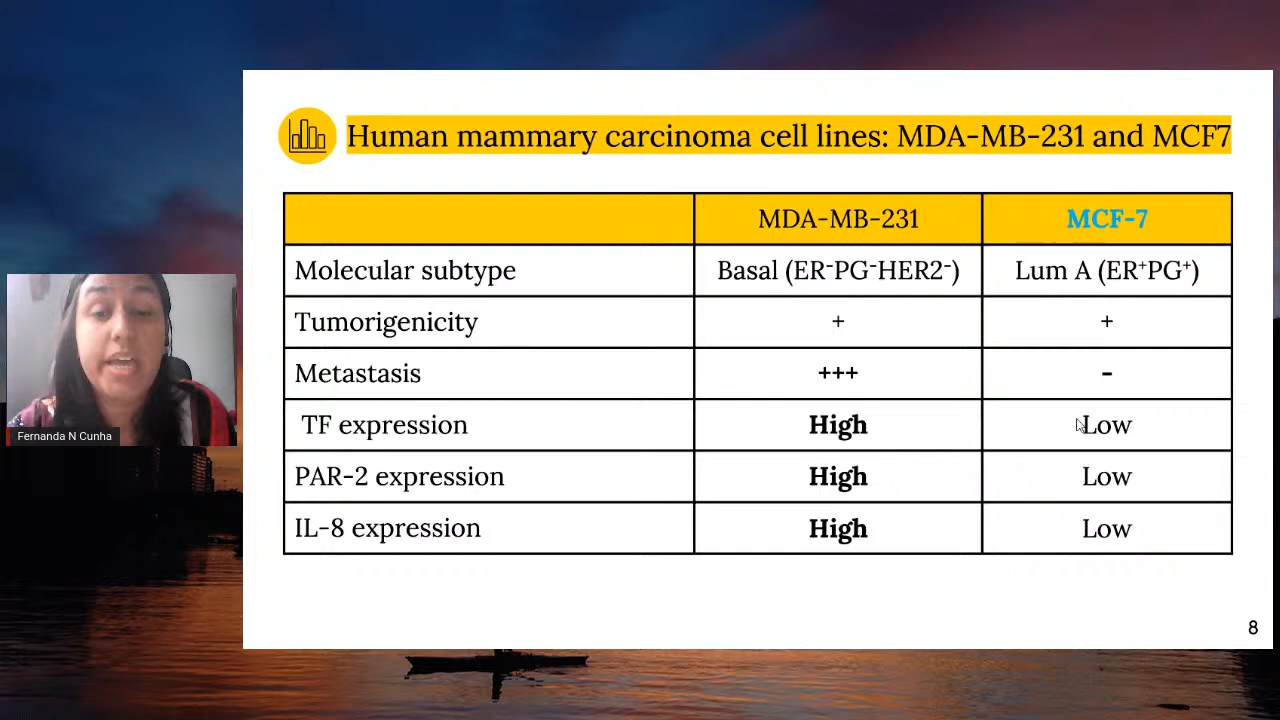 Human mammary carcinoma cell lines: MDA-MB-231 and MCF7
MDA-MB-231 MCF-7
Molecular subtype Basal (ER⁻PG⁻HER2⁻) Lum A (ER⁺PG⁺)
Tumorigenicity + +
Metastasis +++ -
TF expression High Low
PAR-2 expression High Low
IL-8 expression High Low
Fernanda N Cunha
8